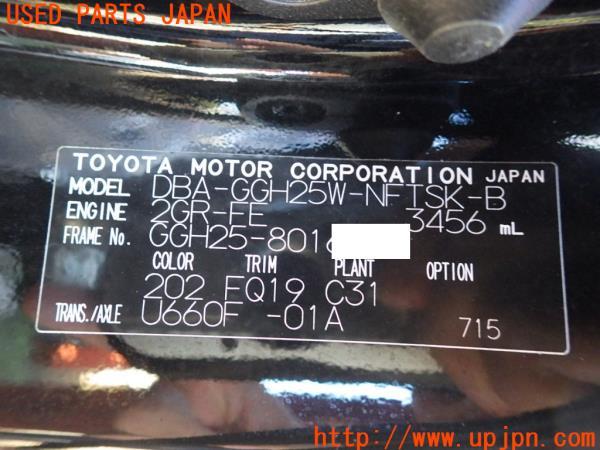 USED PARTS JAPAN
TOYOTA MOTOR CORPORATION JAPAN
MODEL DBA-GGH25W-NFTSK-B
ENGINE 2GR-FE 3456 mL
FRAME No. GGH25-8016
COLOR TRIM PLANT OPTION
202 FQ19 C31
TRANS./AXLE U660F -01A 715
http://www.upjpn.com